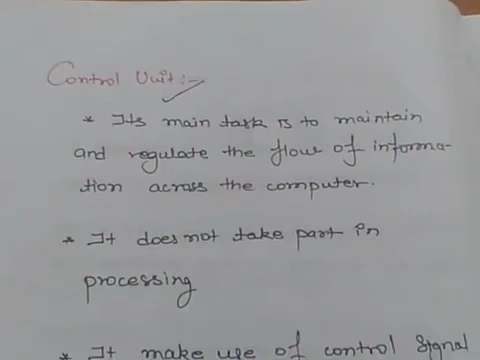 Control Unit:-
* Its main task is to maintain
and regulate the flow of informa-
tion across the computer.
* It does not take part in
processing
* It make use of control signal